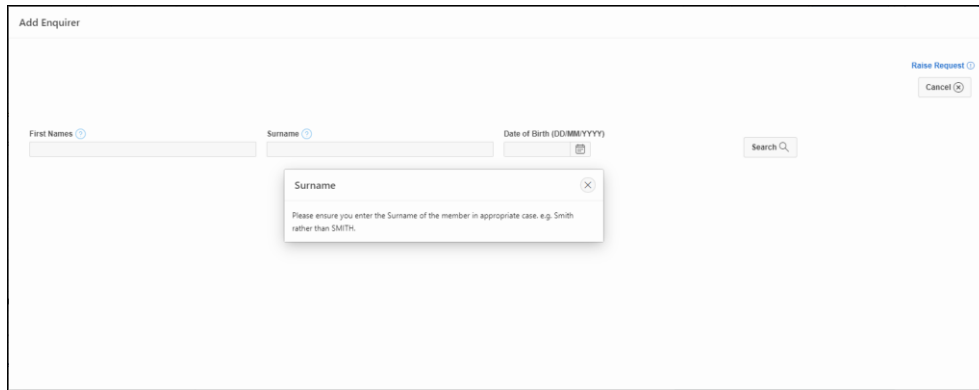 Add Enquirer
Raise Request
Cancel
First Names
Surname
Date of Birth (DD/MM/YYYY)
Search
Surname
Please ensure you enter the Surname of the member in appropriate case. e.g. Smith
rather than SMITH.